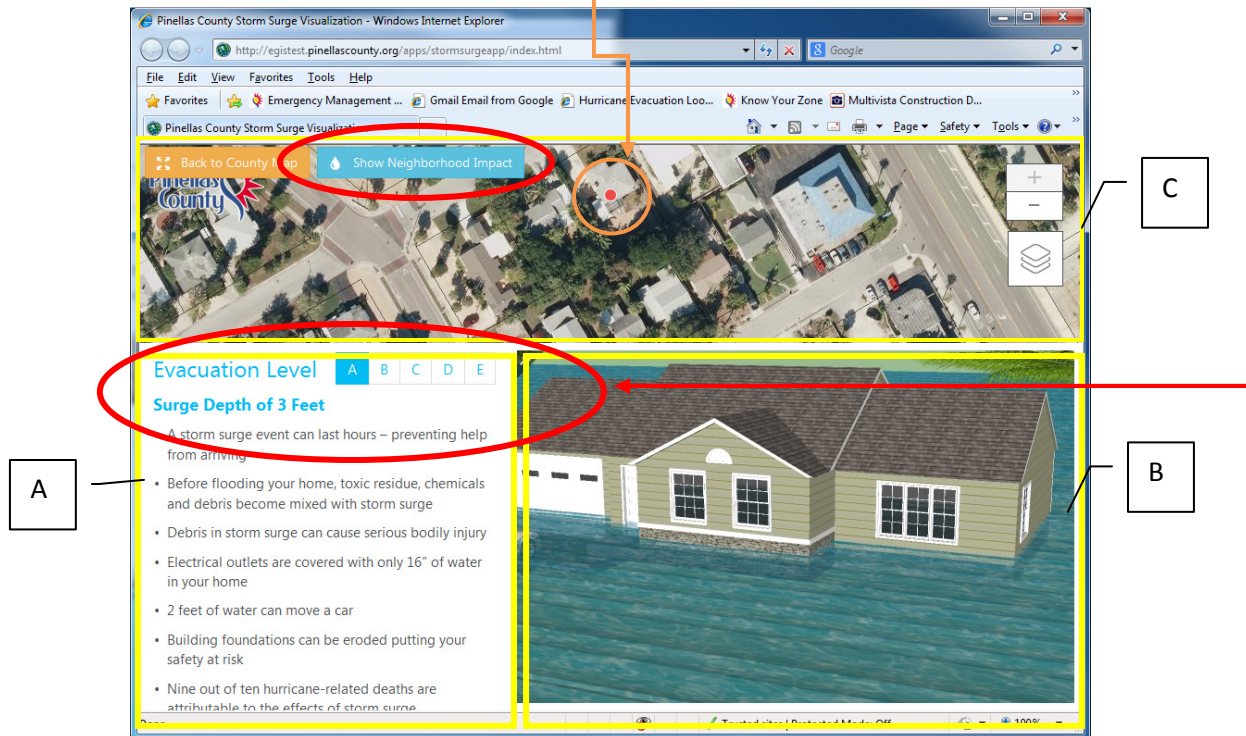 Pinellas County Storm Surge Visualization - Windows Internet Explorer
http://egistest.pinellascounty.org/apps/stormsurgeapp/index.html
Google
File Edit View Favorites Tools Help
Favorites Emergency Management ... Gmail Email from Google Hurricane Evacuation Loo... Know Your Zone Multivista Construction D...
Pinellas County Storm Surge Visualization
Page Safety Tools
Back to County Map
Show Neighborhood Impact
Pinellas
County
+
−
C
Evacuation Level A B C D E
Surge Depth of 3 Feet
A storm surge event can last hours – preventing help
from arriving
• Before flooding your home, toxic residue, chemicals
and debris become mixed with storm surge
• Debris in storm surge can cause serious bodily injury
• Electrical outlets are covered with only 16" of water
in your home
• 2 feet of water can move a car
• Building foundations can be eroded putting your
safety at risk
• Nine out of ten hurricane-related deaths are
attributable to the effects of storm surge
A
B
Done
Trusted sites | Protected Mode: Off
100%